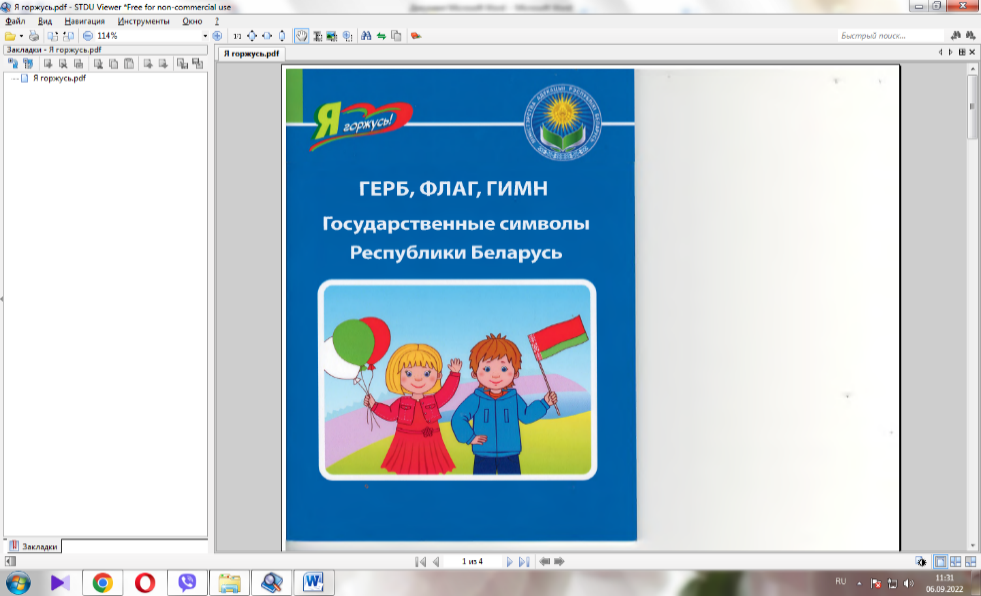 Я горжусь.pdf - STDU Viewer *Free for non-commercial use
Файл Вид Навигация Инструменты Окно ?
114%
Быстрый поиск...
Закладки - Я горжусь.pdf
Я горжусь.pdf
Я горжусь.pdf
Я горжусь!
ГЕРБ, ФЛАГ, ГИМН
Государственные символы
Республики Беларусь
Закладки
1 из 4
RU
11:31
06.09.2022